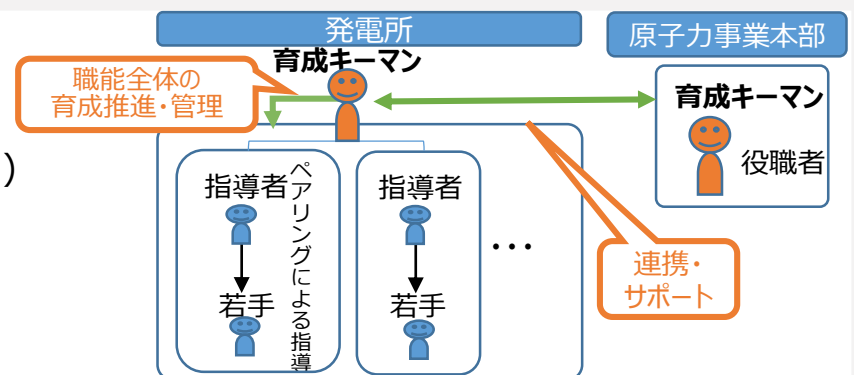 発電所
原子力事業本部
育成キーマン
職能全体の
育成推進・管理
育成キーマン
役職者
)
指導者
ペアリングによる指導
若手
指導者
若手
…
連携・
サポート